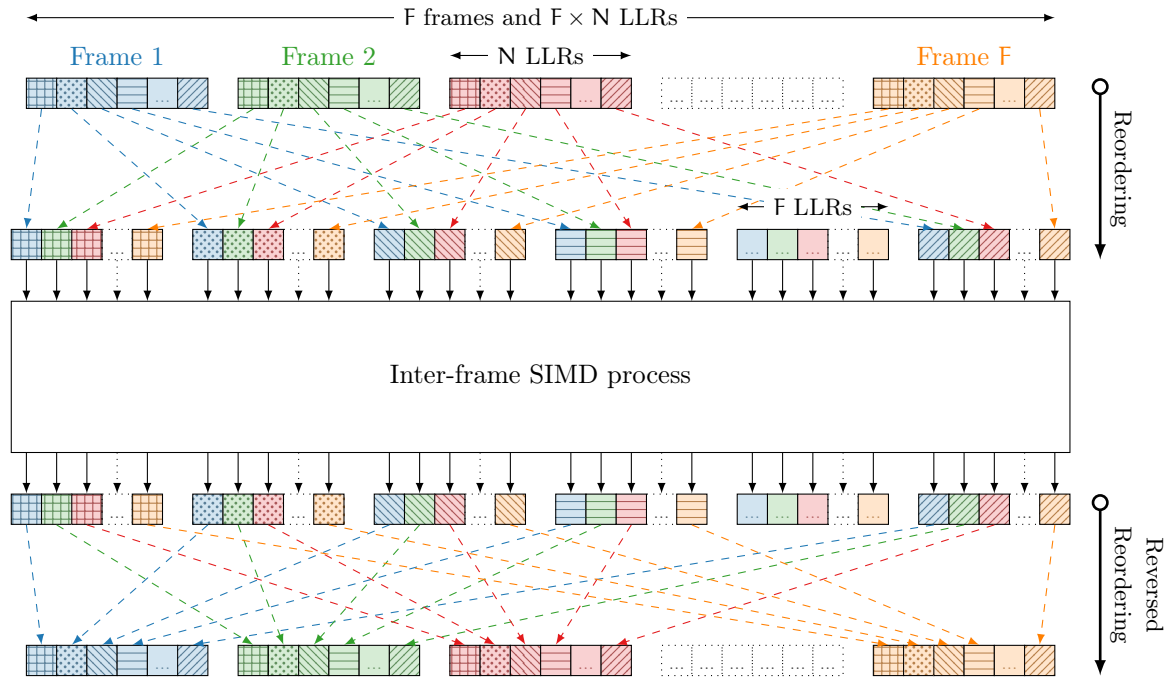 F frames and F × N LLRs
Frame 1 Frame 2 N LLRs Frame F
... ... ... ... ... ... ... ... ... ...
Reordering
F LLRs
... ... ... ... ... ... ... ... ... ...
Inter-frame SIMD process
... ... ... ... ... ... ... ... ... ...
Reversed
Reordering
... ... ... ... ... ... ... ... ... ...